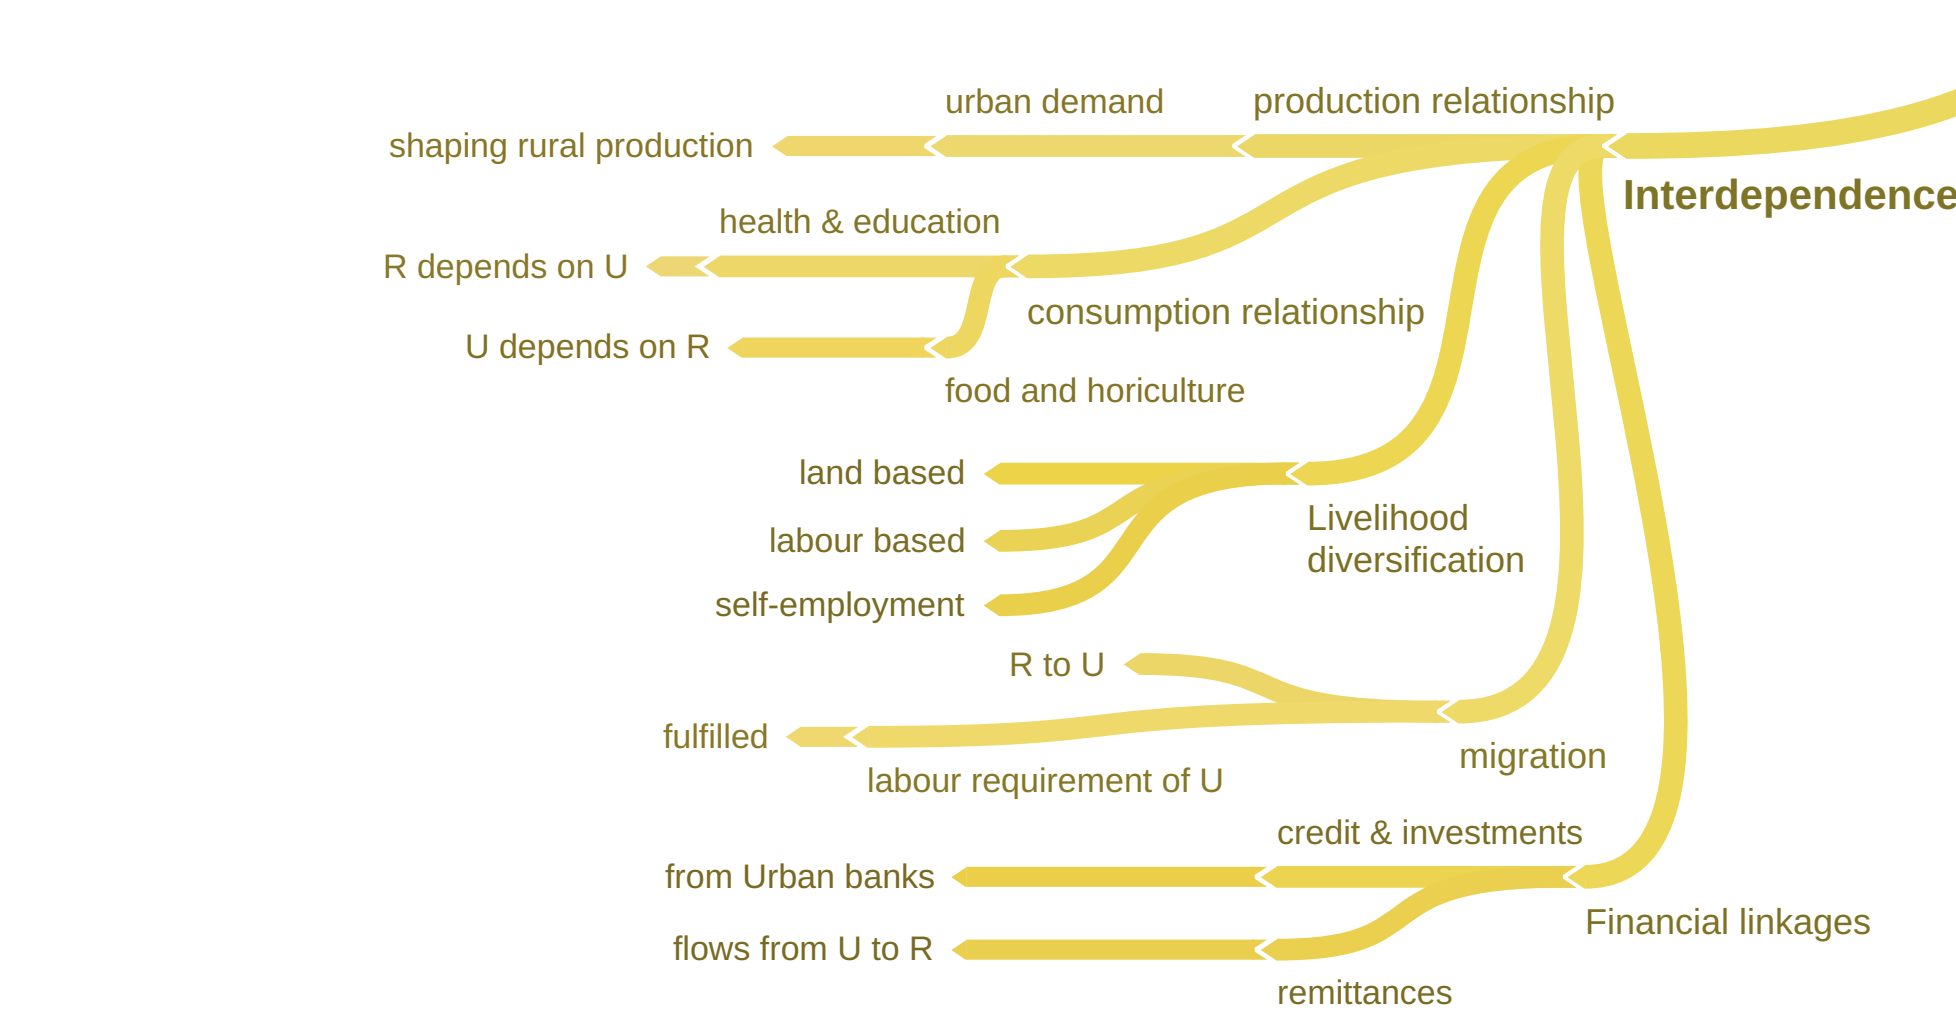 urban demand
production relationship
shaping rural production
Interdependence
health & education
R depends on U
consumption relationship
U depends on R
food and horiculture
land based
Livelihood
diversification
labour based
self-employment
R to U
fulfilled
migration
labour requirement of U
credit & investments
from Urban banks
Financial linkages
flows from U to R
remittances